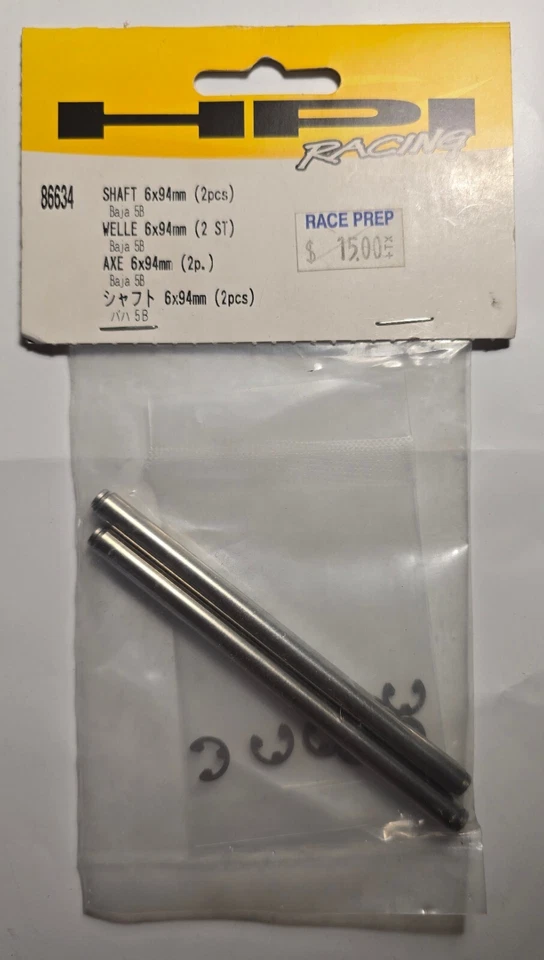 HPI
RACING
86634
SHAFT 6x94mm (2pcs)
Baja 5B
WELLE 6x94mm (2 ST)
Baja 5B
AXE 6x94mm (2p.)
Baja 5B
シャフト 6x94mm (2pcs)
バハ 5B
RACE PREP
$ 15.00 +TX